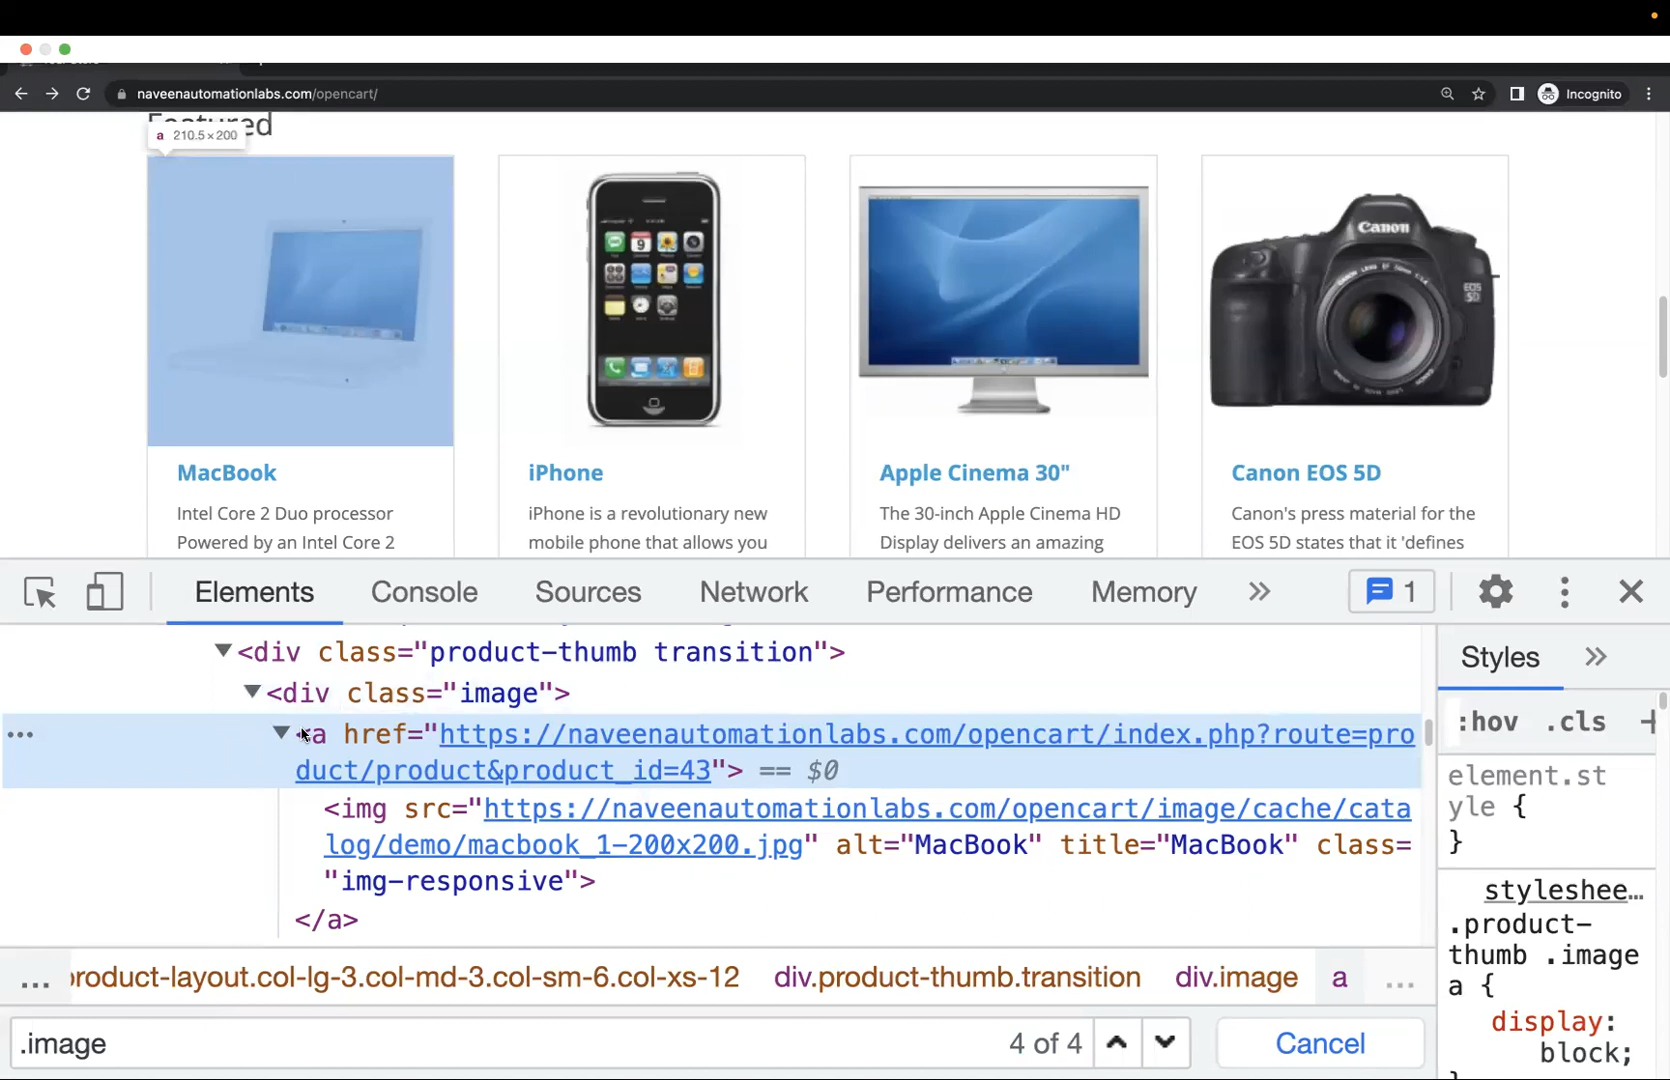 naveenautomationlabs.com/opencart/
Incognito
Featured
a 210.5×200
Canon
EOS 5D
MacBook
Intel Core 2 Duo processor
Powered by an Intel Core 2
iPhone
iPhone is a revolutionary new
mobile phone that allows you
Apple Cinema 30"
The 30-inch Apple Cinema HD
Display delivers an amazing
Canon EOS 5D
Canon's press material for the
EOS 5D states that it 'defines
Elements Console Sources Network Performance Memory » 1
<div class="product-thumb transition">
<div class="image">
<a href="https://naveenautomationlabs.com/opencart/index.php?route=pro
duct/product&product_id=43"> == $0
<img src="https://naveenautomationlabs.com/opencart/image/cache/cata
log/demo/macbook_1-200x200.jpg" alt="MacBook" title="MacBook" class=
"img-responsive">
</a>
Styles »
:hov .cls +
element.st
yle {
}
styleshee…
.product-
thumb .image
a {
display:
block;
}
... product-layout.col-lg-3.col-md-3.col-sm-6.col-xs-12 div.product-thumb.transition div.image a ...
.image 4 of 4 Cancel